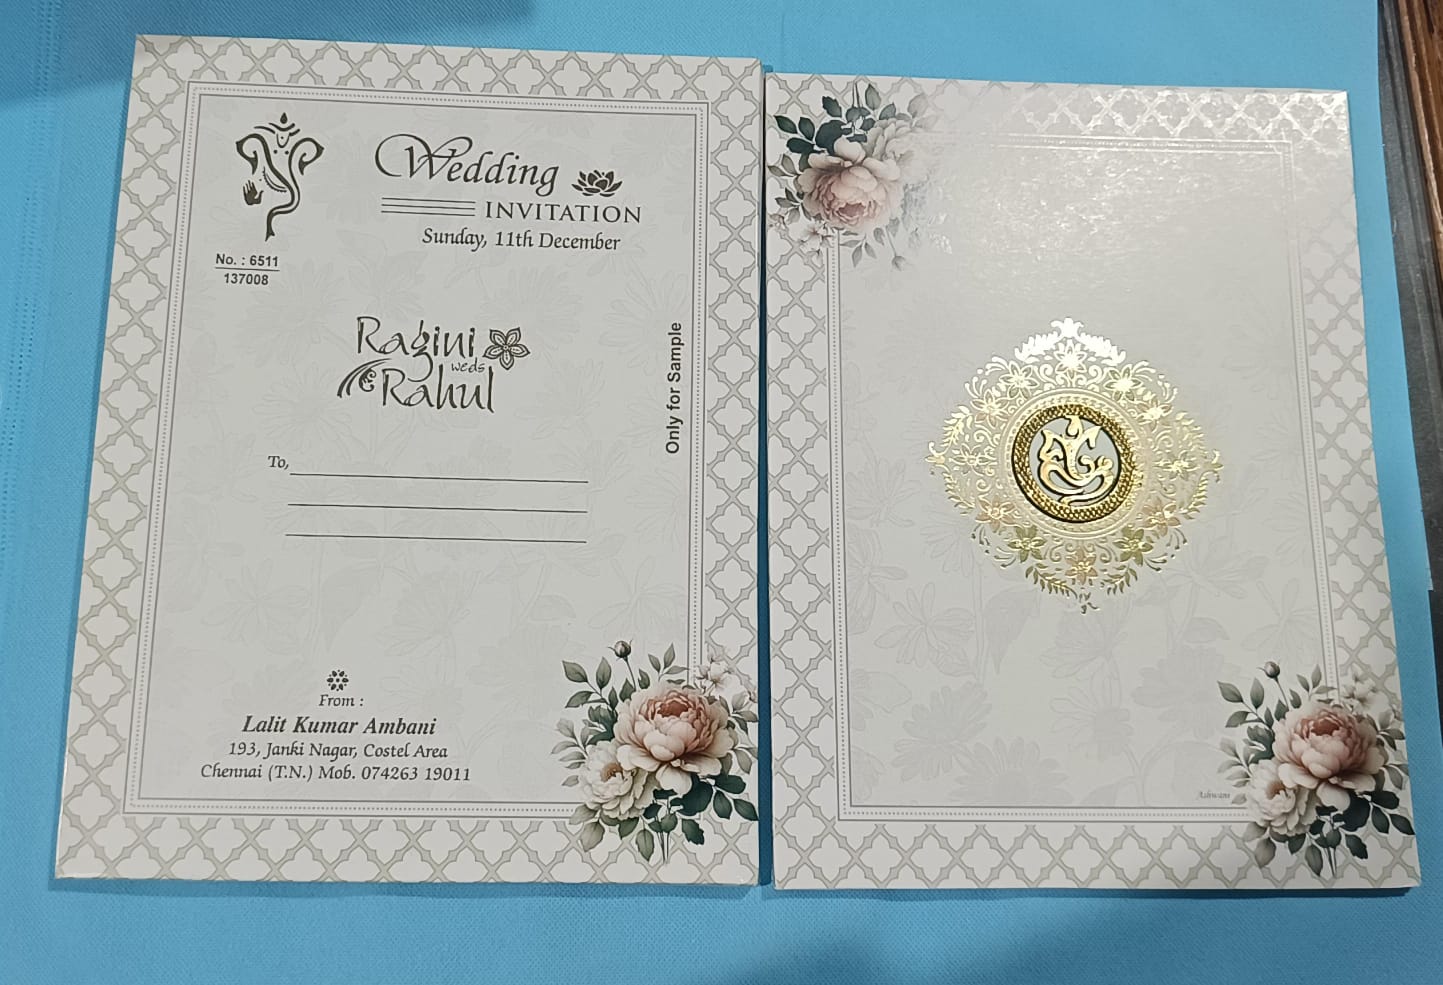 Wedding
INVITATION
Sunday, 11th December
No. : 6511
137008
Ragini
weds
Rahul
Only for Sample
To,
From :
Lalit Kumar Ambani
193, Janki Nagar, Costel Area
Chennai (T.N.) Mob. 074263 19011
Ashwani